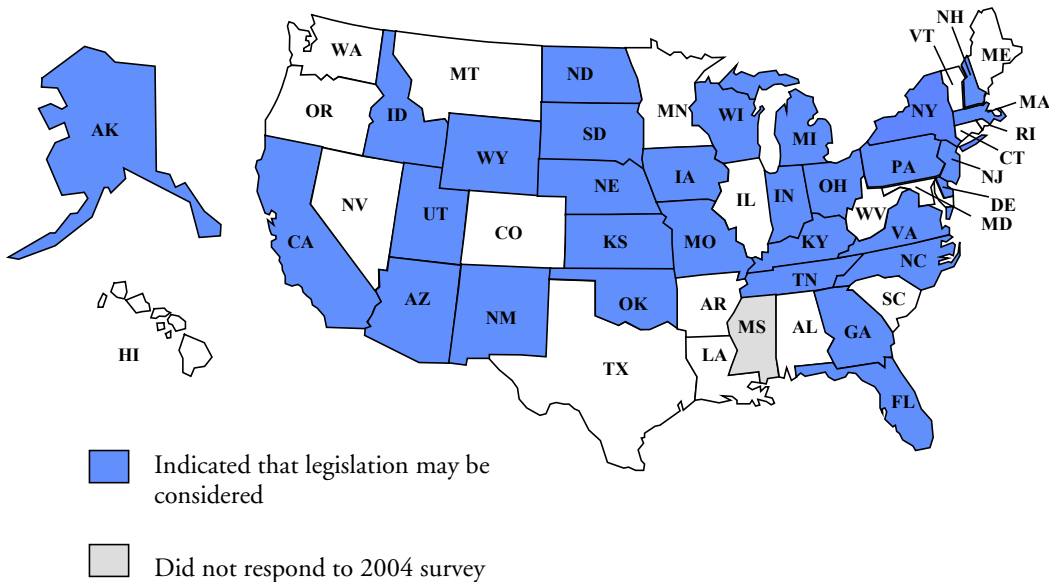 NH
VT
ME
WA
MT
ND
MN
OR
ID
WI
NY
MA
AK
SD
MI
RI
WY
CT
PA
NJ
IA
NE
OH
IL
IN
DE
NV
UT
WV
MD
CO
CA
KS
MO
KY
VA
NC
TN
AZ
OK
AR
SC
NM
MS
AL
GA
HI
LA
TX
FL
Indicated that legislation may be
considered
Did not respond to 2004 survey